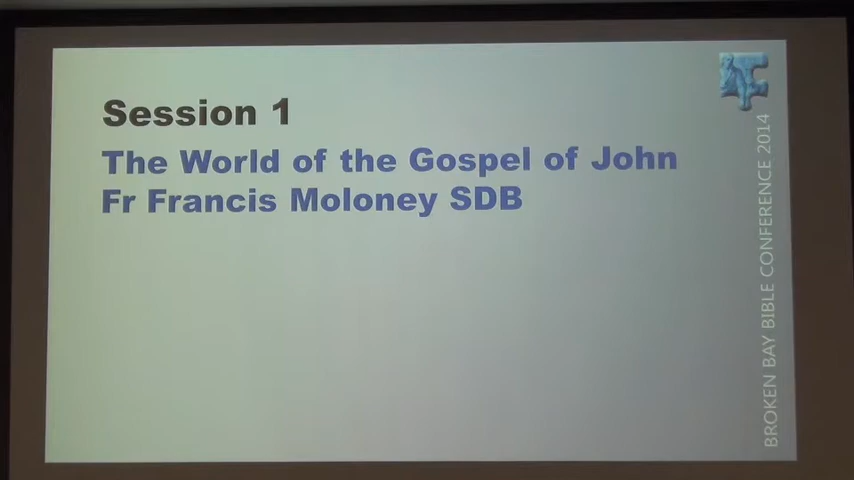 Session 1
The World of the Gospel of John
Fr Francis Moloney SDB
BROKEN BAY BIBLE CONFERENCE 2014